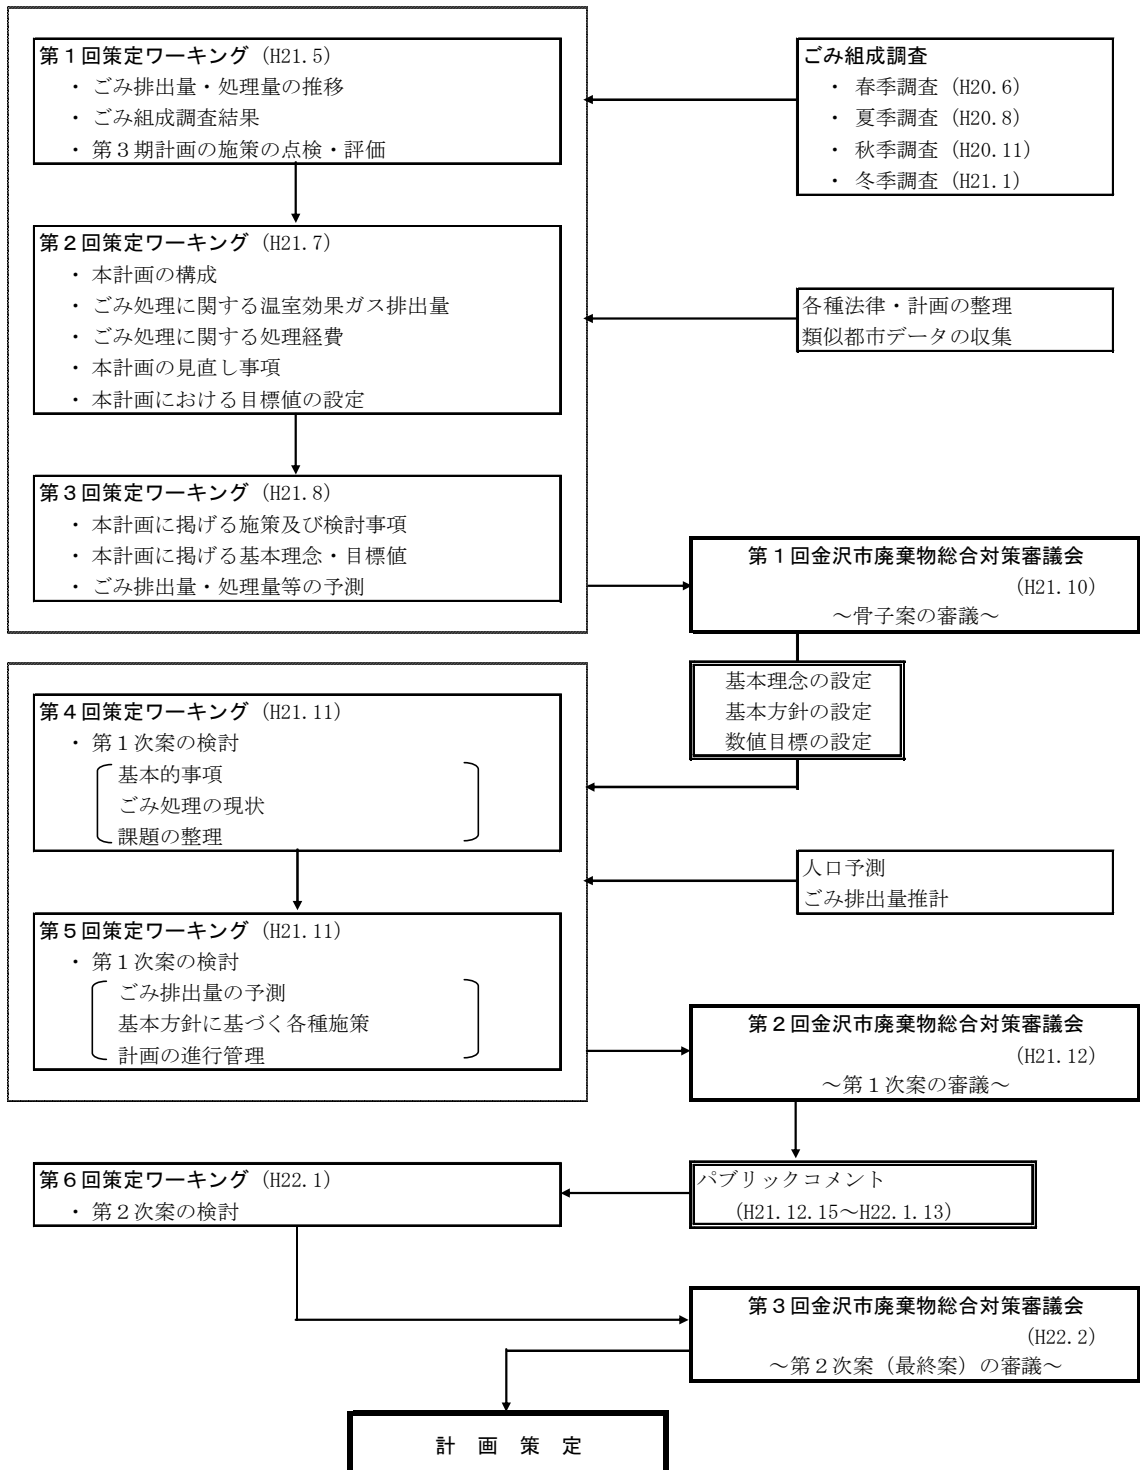 第１回策定ワーキング (H21.5)
・ ごみ排出量・処理量の推移
・ ごみ組成調査結果
・ 第３期計画の施策の点検・評価
ごみ組成調査
・ 春季調査 (H20.6)
・ 夏季調査 (H20.8)
・ 秋季調査 (H20.11)
・ 冬季調査 (H21.1)
第２回策定ワーキング (H21.7)
・ 本計画の構成
・ ごみ処理に関する温室効果ガス排出量
・ ごみ処理に関する処理経費
・ 本計画の見直し事項
・ 本計画における目標値の設定
各種法律・計画の整理
類似都市データの収集
第３回策定ワーキング (H21.8)
・ 本計画に掲げる施策及び検討事項
・ 本計画に掲げる基本理念・目標値
・ ごみ排出量・処理量等の予測
第１回金沢市廃棄物総合対策審議会
(H21.10)
～骨子案の審議～
基本理念の設定
基本方針の設定
数値目標の設定
第４回策定ワーキング (H21.11)
・ 第１次案の検討
基本的事項
ごみ処理の現状
課題の整理
人口予測
ごみ排出量推計
第５回策定ワーキング (H21.11)
・ 第１次案の検討
ごみ排出量の予測
基本方針に基づく各種施策
計画の進行管理
第２回金沢市廃棄物総合対策審議会
(H21.12)
～第１次案の審議～
パブリックコメント
(H21.12.15～H22.1.13)
第６回策定ワーキング (H22.1)
・ 第２次案の検討
第３回金沢市廃棄物総合対策審議会
(H22.2)
～第２次案（最終案）の審議～
計 画 策 定